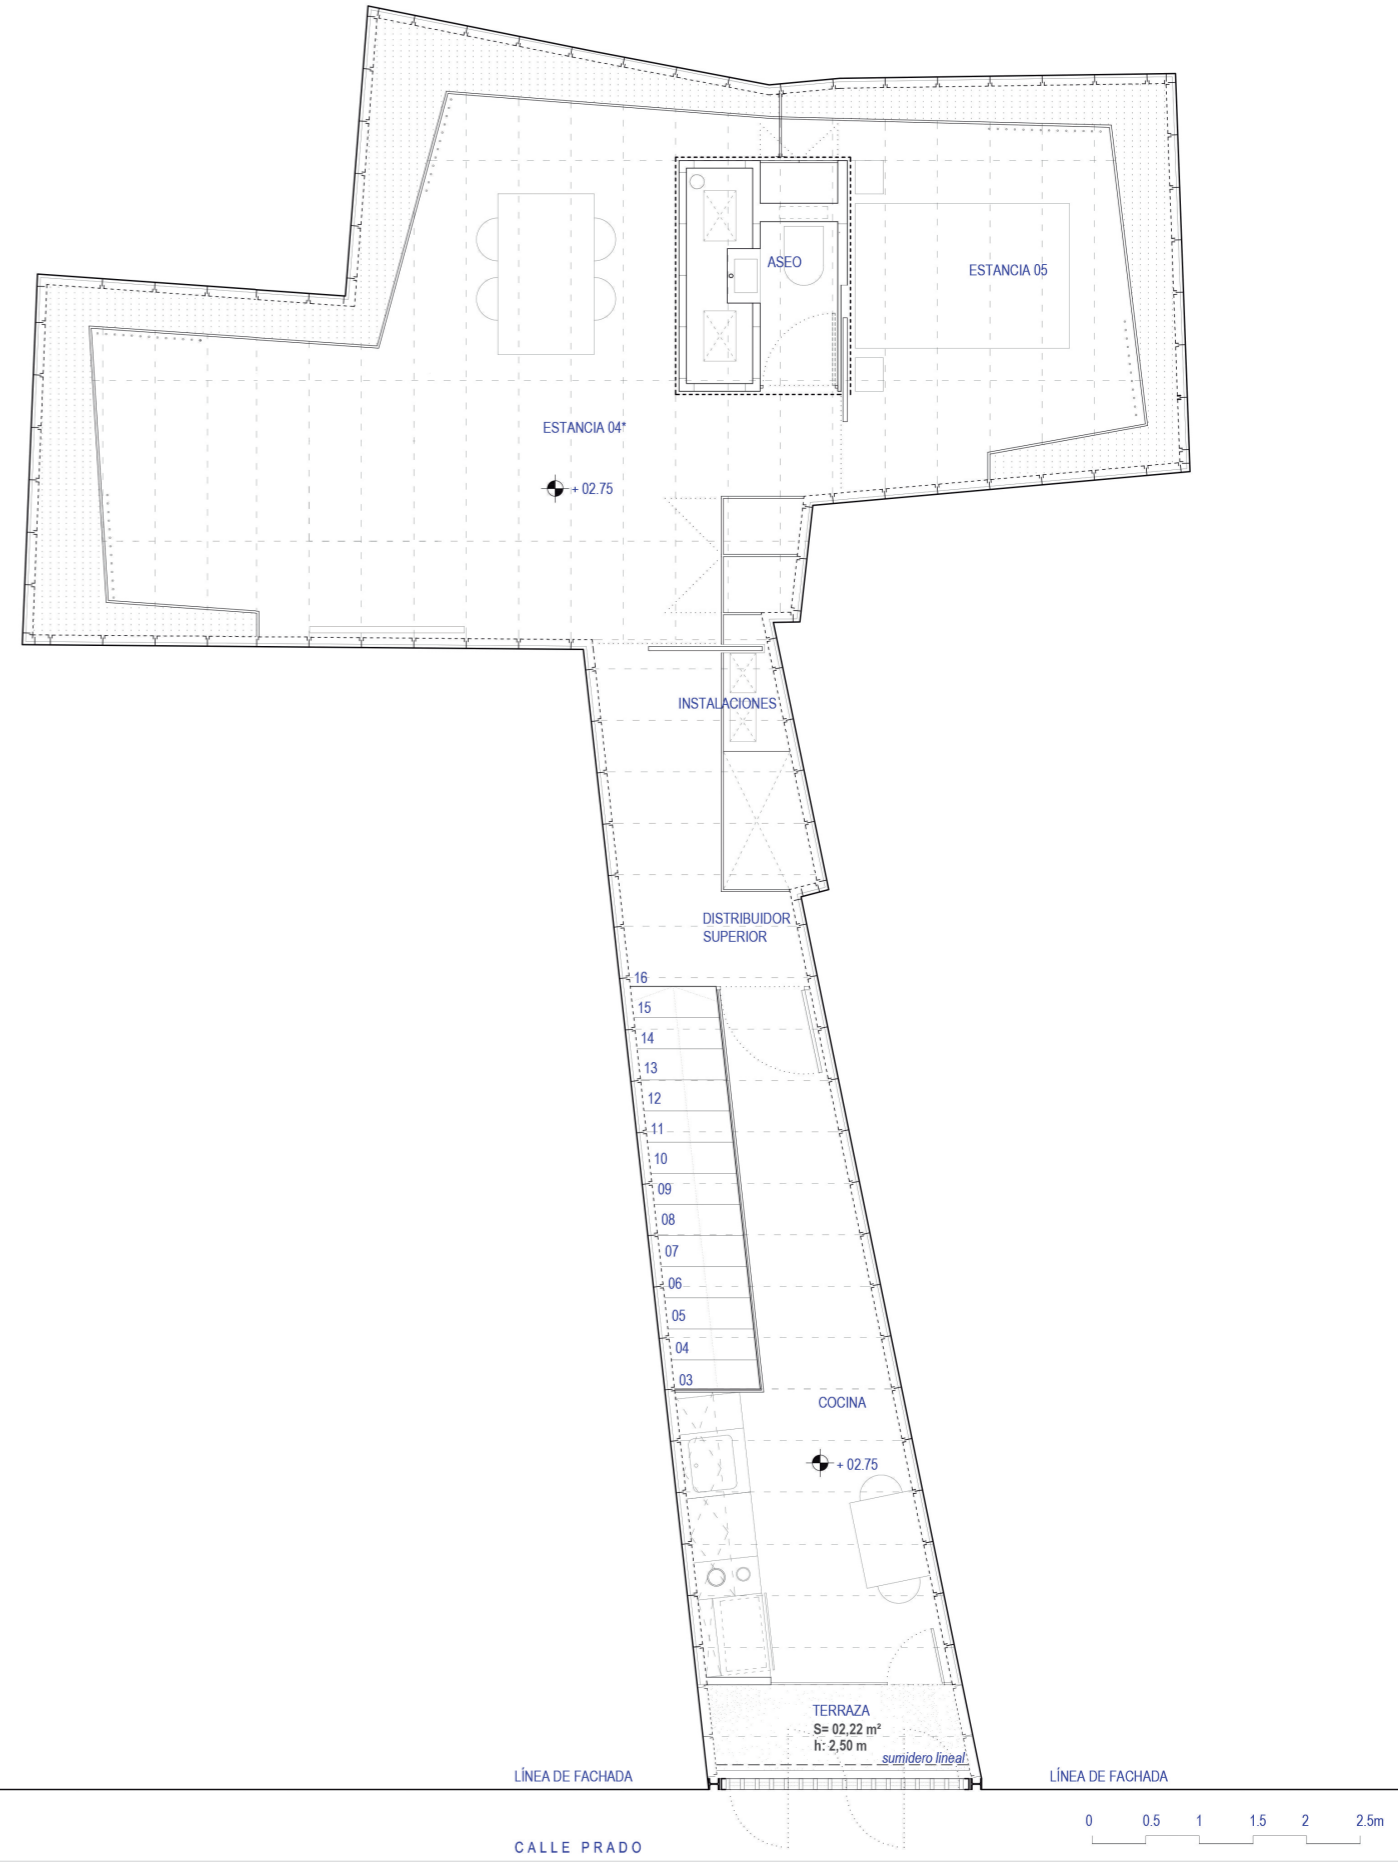 ASEO
ESTANCIA 05
ESTANCIA 04*
+ 02.75
INSTALACIONES
DISTRIBUIDOR
SUPERIOR
16
15
14
13
12
11
10
09
08
07
06
05
04
03
COCINA
+ 02.75
TERRAZA
S= 02,22 m²
h: 2,50 m
sumidero lineal
LÍNEA DE FACHADA
LÍNEA DE FACHADA
0 0.5 1 1.5 2 2.5m
CALLE PRADO